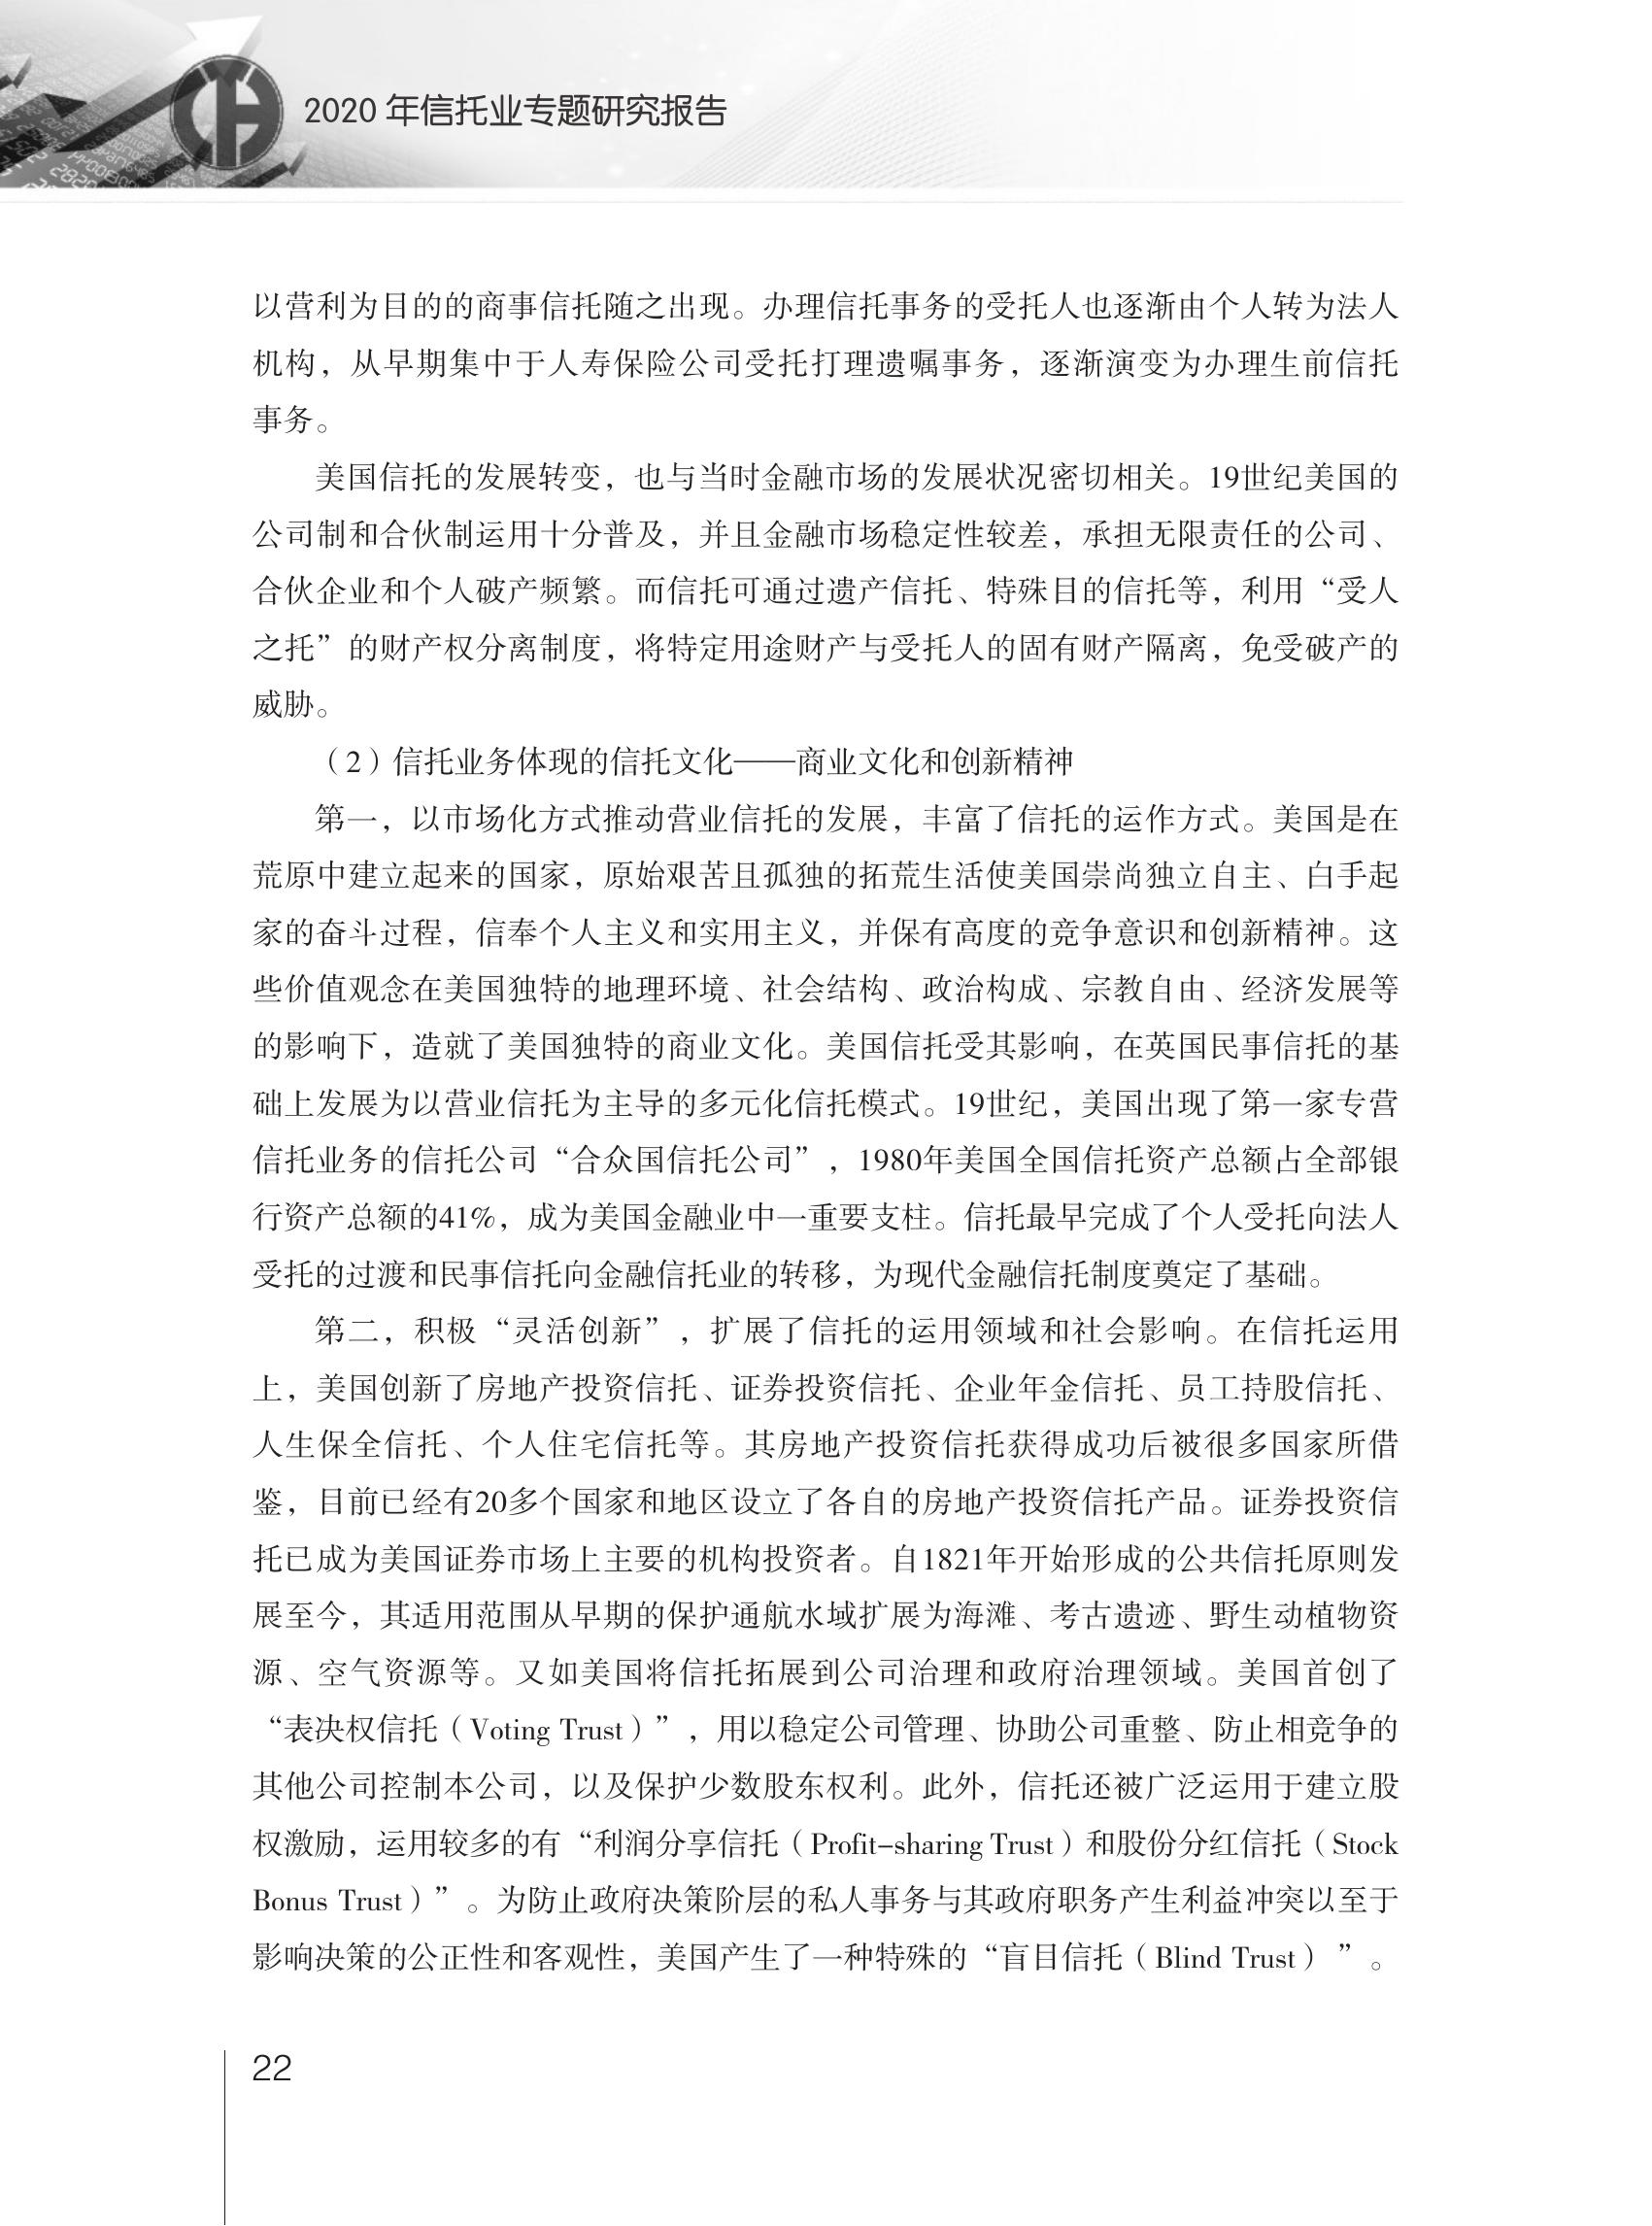 2020 年信托业专题研究报告
以营利为目的的商事信托随之出现。办理信托事务的受托人也逐渐由个人转为法人
机构，从早期集中于人寿保险公司受托打理遗嘱事务，逐渐演变为办理生前信托
事务。
美国信托的发展转变，也与当时金融市场的发展状况密切相关。19世纪美国的
公司制和合伙制运用十分普及，并且金融市场稳定性较差，承担无限责任的公司、
合伙企业和个人破产频繁。而信托可通过遗产信托、特殊目的信托等，利用“受人
之托”的财产权分离制度，将特定用途财产与受托人的固有财产隔离，免受破产的
威胁。
（2）信托业务体现的信托文化——商业文化和创新精神
第一，以市场化方式推动营业信托的发展，丰富了信托的运作方式。美国是在
荒原中建立起来的国家，原始艰苦且孤独的拓荒生活使美国崇尚独立自主、白手起
家的奋斗过程，信奉个人主义和实用主义，并保有高度的竞争意识和创新精神。这
些价值观念在美国独特的地理环境、社会结构、政治构成、宗教自由、经济发展等
的影响下，造就了美国独特的商业文化。美国信托受其影响，在英国民事信托的基
础上发展为以营业信托为主导的多元化信托模式。19世纪，美国出现了第一家专营
信托业务的信托公司“合众国信托公司”，1980年美国全国信托资产总额占全部银
行资产总额的41%，成为美国金融业中一重要支柱。信托最早完成了个人受托向法人
受托的过渡和民事信托向金融信托业的转移，为现代金融信托制度奠定了基础。
第二，积极“灵活创新”，扩展了信托的运用领域和社会影响。在信托运用
上，美国创新了房地产投资信托、证券投资信托、企业年金信托、员工持股信托、
人生保全信托、个人住宅信托等。其房地产投资信托获得成功后被很多国家所借
鉴，目前已经有20多个国家和地区设立了各自的房地产投资信托产品。证券投资信
托已成为美国证券市场上主要的机构投资者。自1821年开始形成的公共信托原则发
展至今，其适用范围从早期的保护通航水域扩展为海滩、考古遗迹、野生动植物资
源、空气资源等。又如美国将信托拓展到公司治理和政府治理领域。美国首创了
“表决权信托（Voting Trust）”，用以稳定公司管理、协助公司重整、防止相竞争的
其他公司控制本公司，以及保护少数股东权利。此外，信托还被广泛运用于建立股
权激励，运用较多的有“利润分享信托（Profit-sharing Trust）和股份分红信托（Stock
Bonus Trust）”。为防止政府决策阶层的私人事务与其政府职务产生利益冲突以至于
影响决策的公正性和客观性，美国产生了一种特殊的“盲目信托（Blind Trust） ”。
22